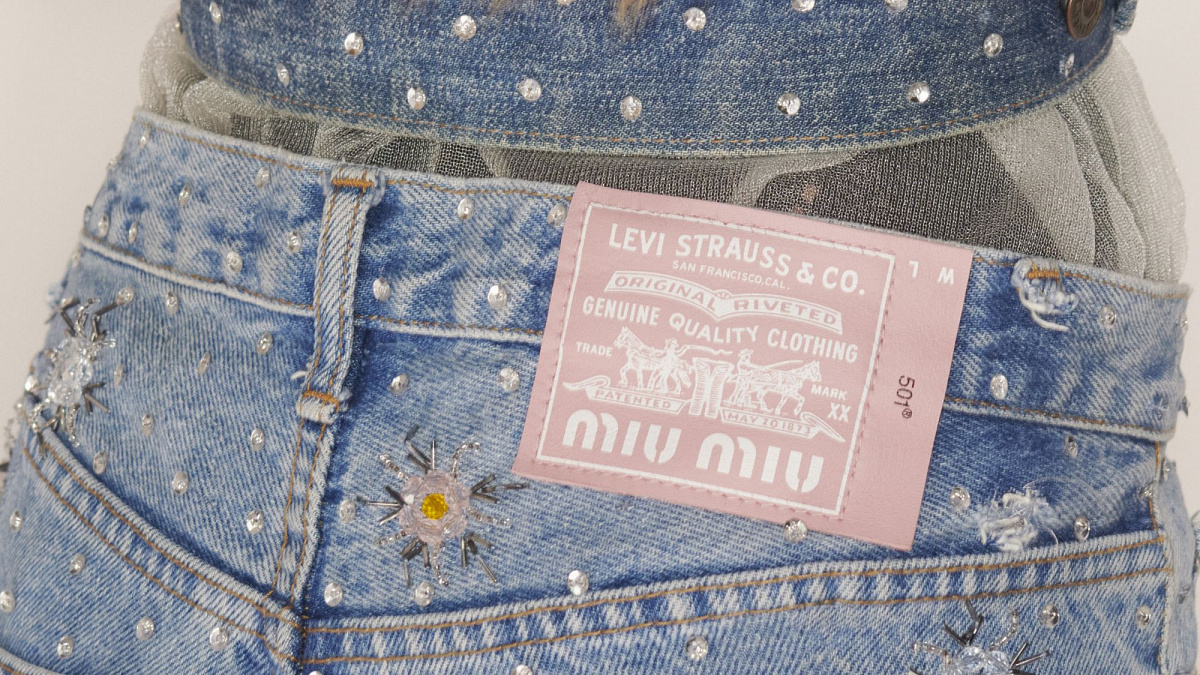 LEVI STRAUSS & CO.
SAN FRANCISCO, CAL.
ORIGINAL RIVETED
GENUINE QUALITY CLOTHING
TRADE MARK
PATENTED MAY 20 1873 XX
MIU MIU
W L
501®